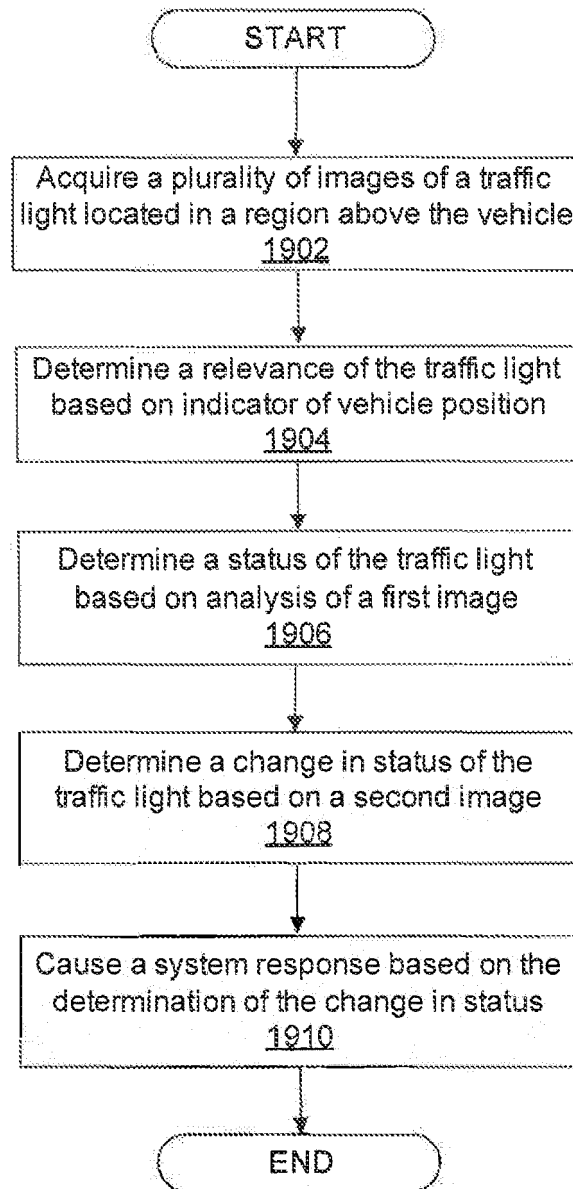 START
Acquire a plurality of images of a traffic
light located in a region above the vehicle
1902
Determine a relevance of the traffic light
based on indicator of vehicle position
1904
Determine a status of the traffic light
based on analysis of a first image
1906
Determine a change in status of the
traffic light based on a second image
1908
Cause a system response based on the
determination of the change in status
1910
END